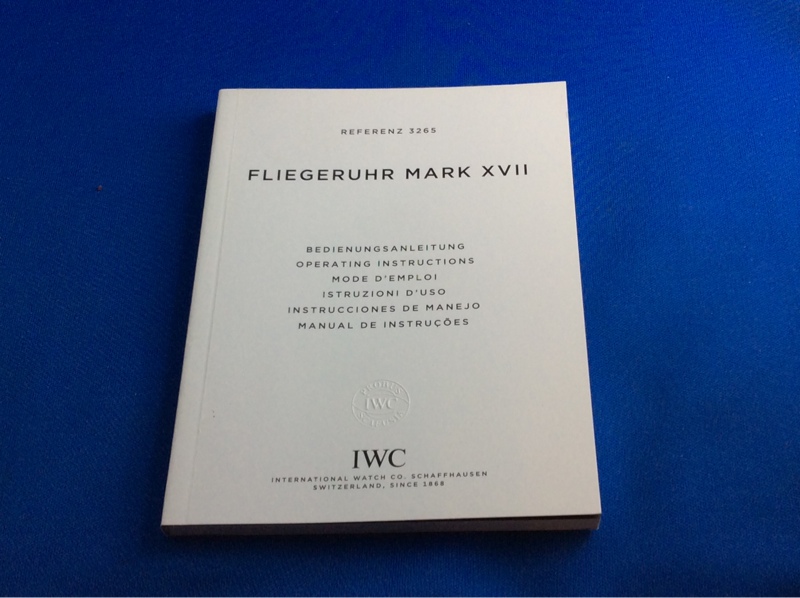 REFERENZ 3265
FLIEGERUHR MARK XVII
BEDIENUNGSANLEITUNG
OPERATING INSTRUCTIONS
MODE D'EMPLOI
ISTRUZIONI D'USO
INSTRUCCIONES DE MANEJO
MANUAL DE INSTRUÇÕES
IWC
IWC
INTERNATIONAL WATCH CO. SCHAFFHAUSEN
SWITZERLAND, SINCE 1868